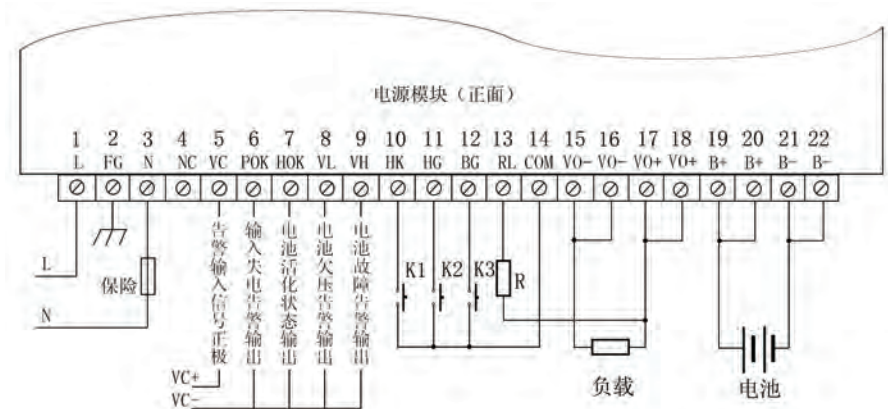 电源模块（正面）
1 2 3 4 5 6 7 8 9 10 11 12 13 14 15 16 17 18 19 20 21 22
L FG N NC VC POK HOK VL VH HK HG BG RL COM VO- VO- VO+ VO+ B+ B+ B- B-
告警输入信号正极
输入失电告警输出
电池活化状态输出
电池欠压告警输出
电池故障告警输出
K1 K2 K3 R
L
保险
N
VC+
VC-
负载
电池